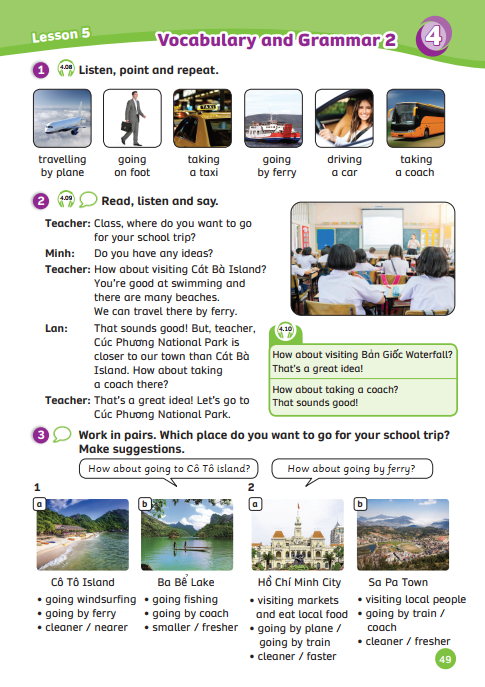 Lesson 5
Vocabulary and Grammar 2
4
1
4.08
Listen, point and repeat.
TAXI
travelling
by plane
going
on foot
taking
a taxi
going
by ferry
driving
a car
taking
a coach
2
4.09
Read, listen and say.
Teacher: Class, where do you want to go
for your school trip?
Minh: Do you have any ideas?
Teacher: How about visiting Cát Bà Island?
You're good at swimming and
there are many beaches.
We can travel there by ferry.
Lan: That sounds good! But, teacher,
Cúc Phương National Park is
closer to our town than Cát Bà
Island. How about taking
a coach there?
Teacher: That's a great idea! Let's go to
Cúc Phương National Park.
4.10
How about visiting Bản Giốc Waterfall?
That's a great idea!
How about taking a coach?
That sounds good!
3
Work in pairs. Which place do you want to go for your school trip?
Make suggestions.
How about going to Cô Tô island?
How about going by ferry?
1
a
b
2
a
b
Cô Tô Island
• going windsurfing
• going by ferry
• cleaner / nearer
Ba Bể Lake
• going fishing
• going by coach
• smaller / fresher
Hồ Chí Minh City
• visiting markets
and eat local food
• going by plane /
going by train
• cleaner / faster
Sa Pa Town
• visiting local people
• going by train /
coach
• cleaner / fresher
49